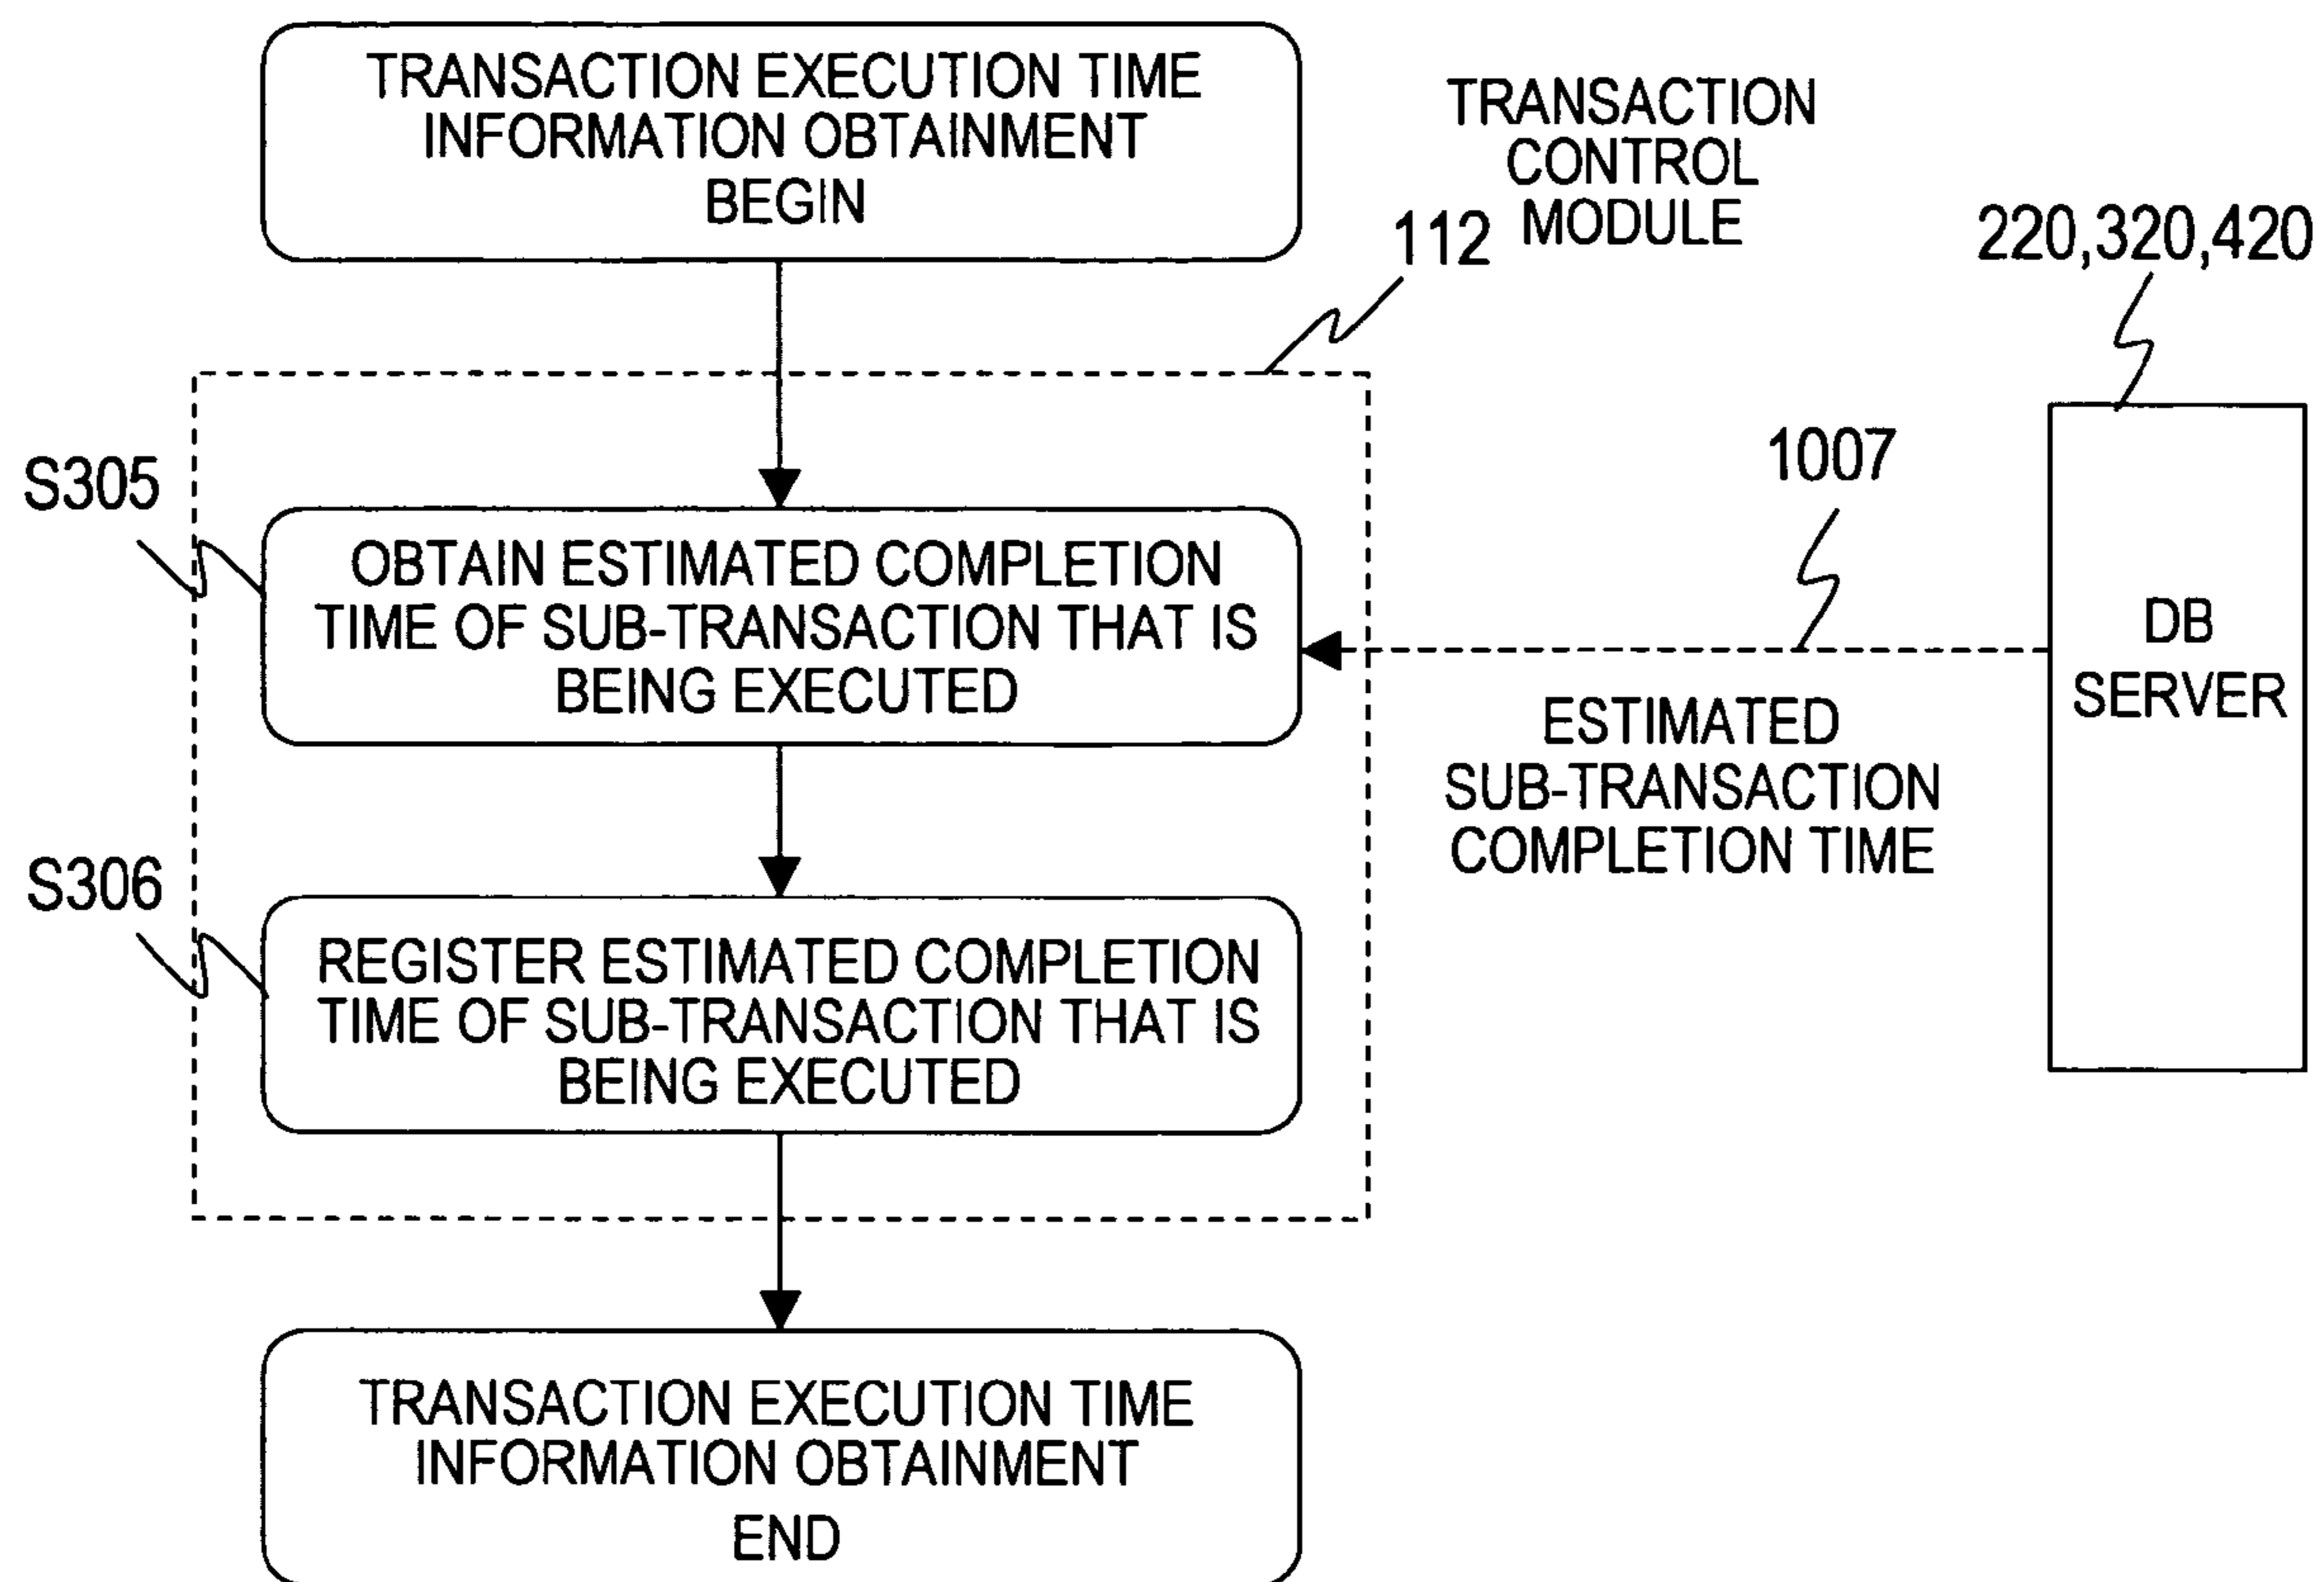 TRANSACTION EXECUTION TIME
INFORMATION OBTAINMENT
BEGIN
TRANSACTION
CONTROL
MODULE
112
220,320,420
S305
OBTAIN ESTIMATED COMPLETION
TIME OF SUB-TRANSACTION THAT IS
BEING EXECUTED
1007
ESTIMATED
SUB-TRANSACTION
COMPLETION TIME
DB
SERVER
S306
REGISTER ESTIMATED COMPLETION
TIME OF SUB-TRANSACTION THAT IS
BEING EXECUTED
TRANSACTION EXECUTION TIME
INFORMATION OBTAINMENT
END